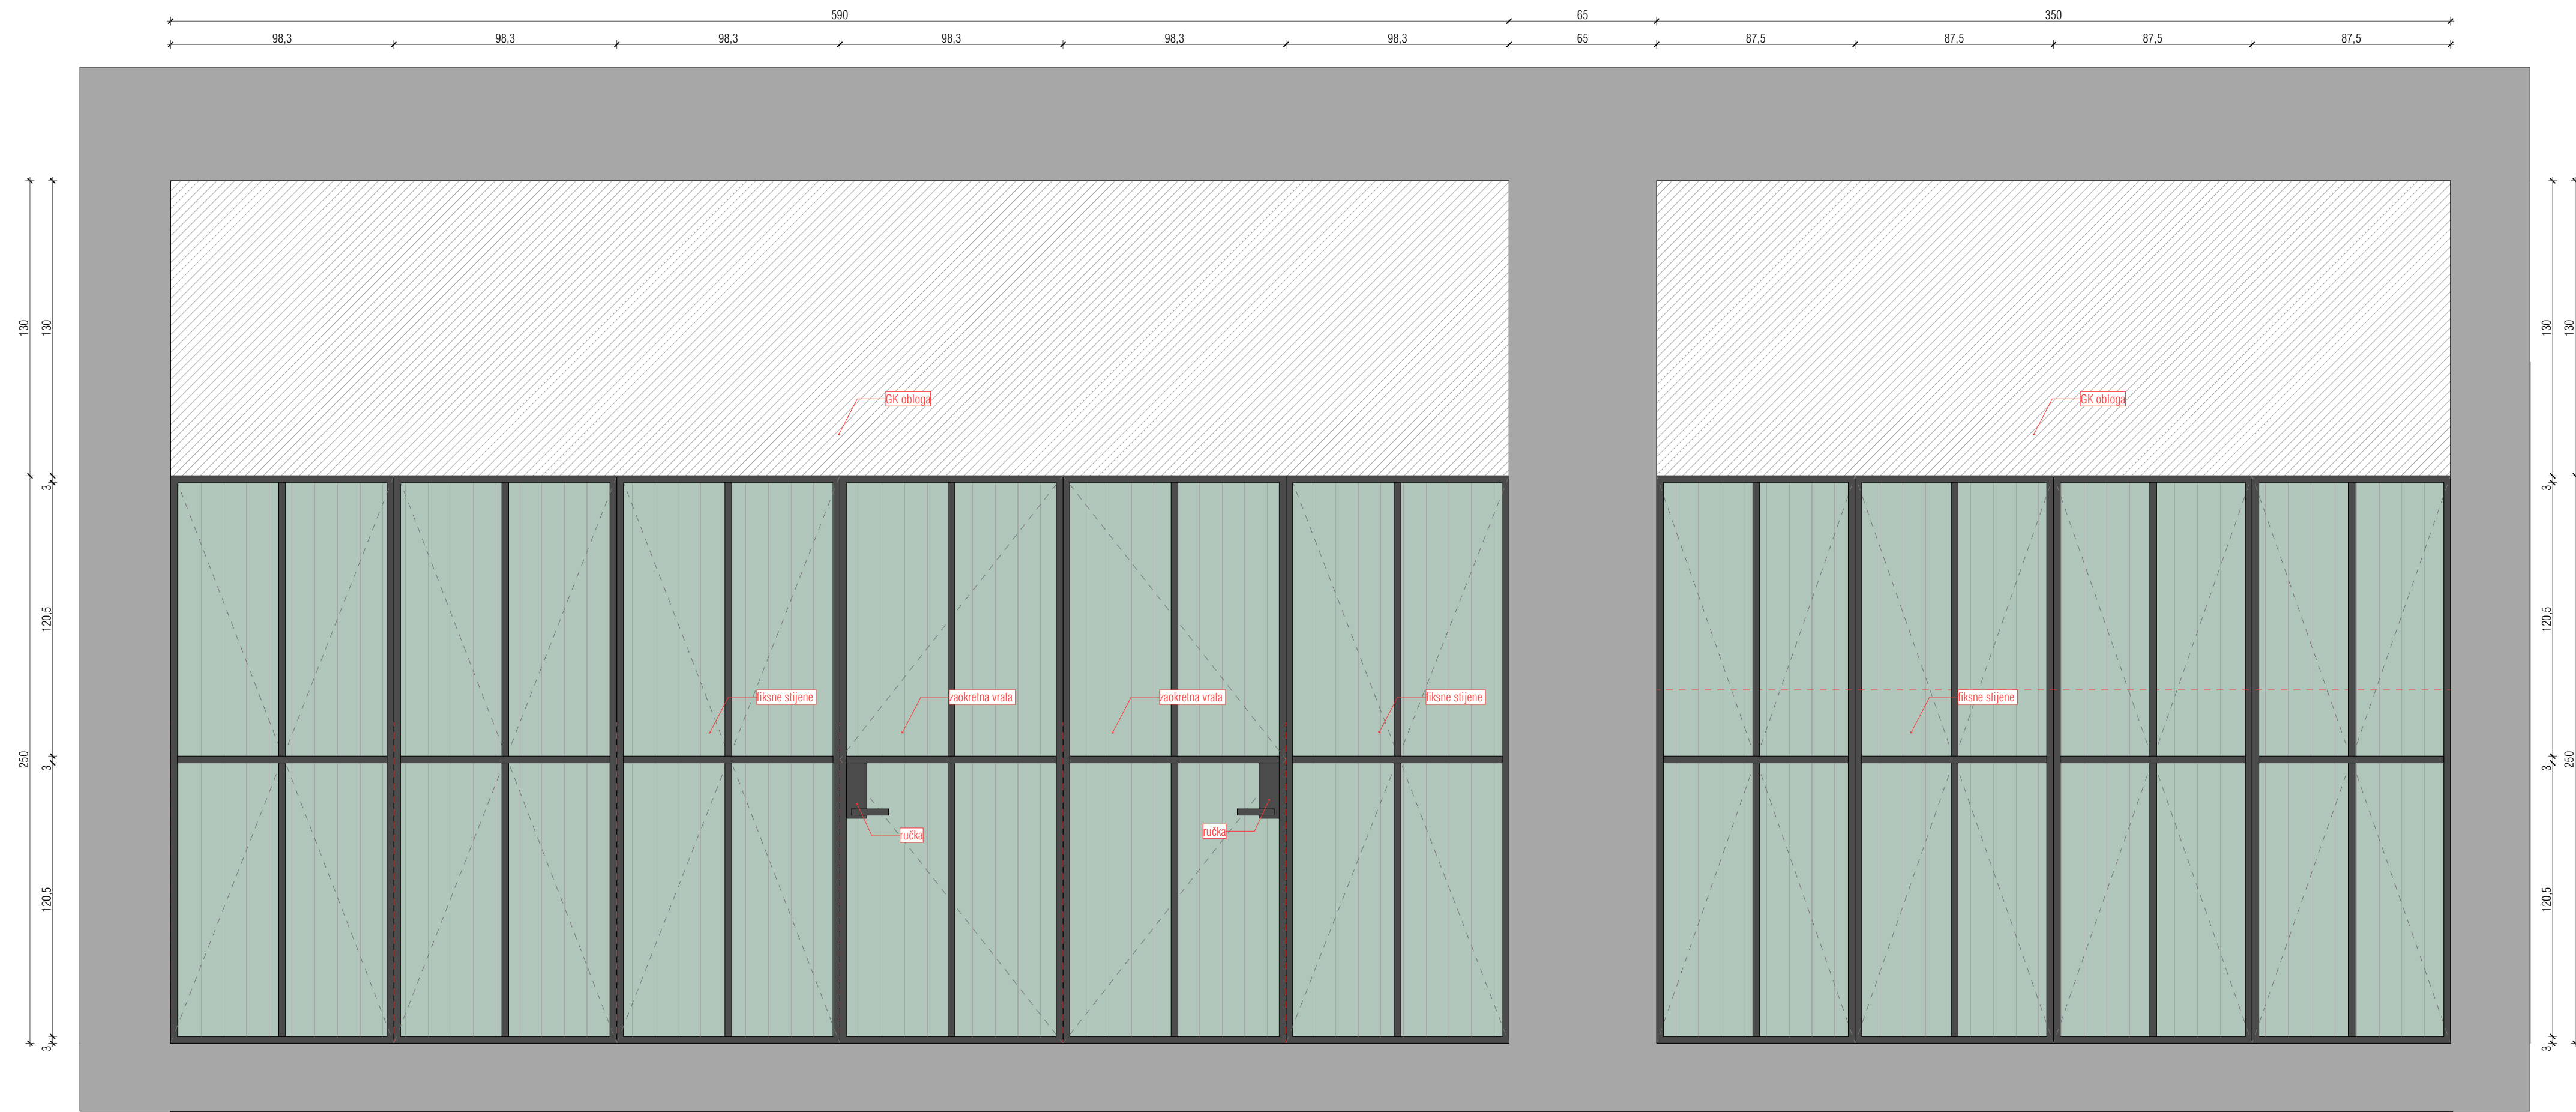 590 65 350
98,3 98,3 98,3 98,3 98,3 98,3 65 87,5 87,5 87,5 87,5
130 130 130 130
GK obloga GK obloga
3 3
120,5 120,5
fiksne stijene zaokretna vrata zaokretna vrata fiksne stijene fiksne stijene
250 3 3 250
ručka ručka
120,5 120,5
3 3